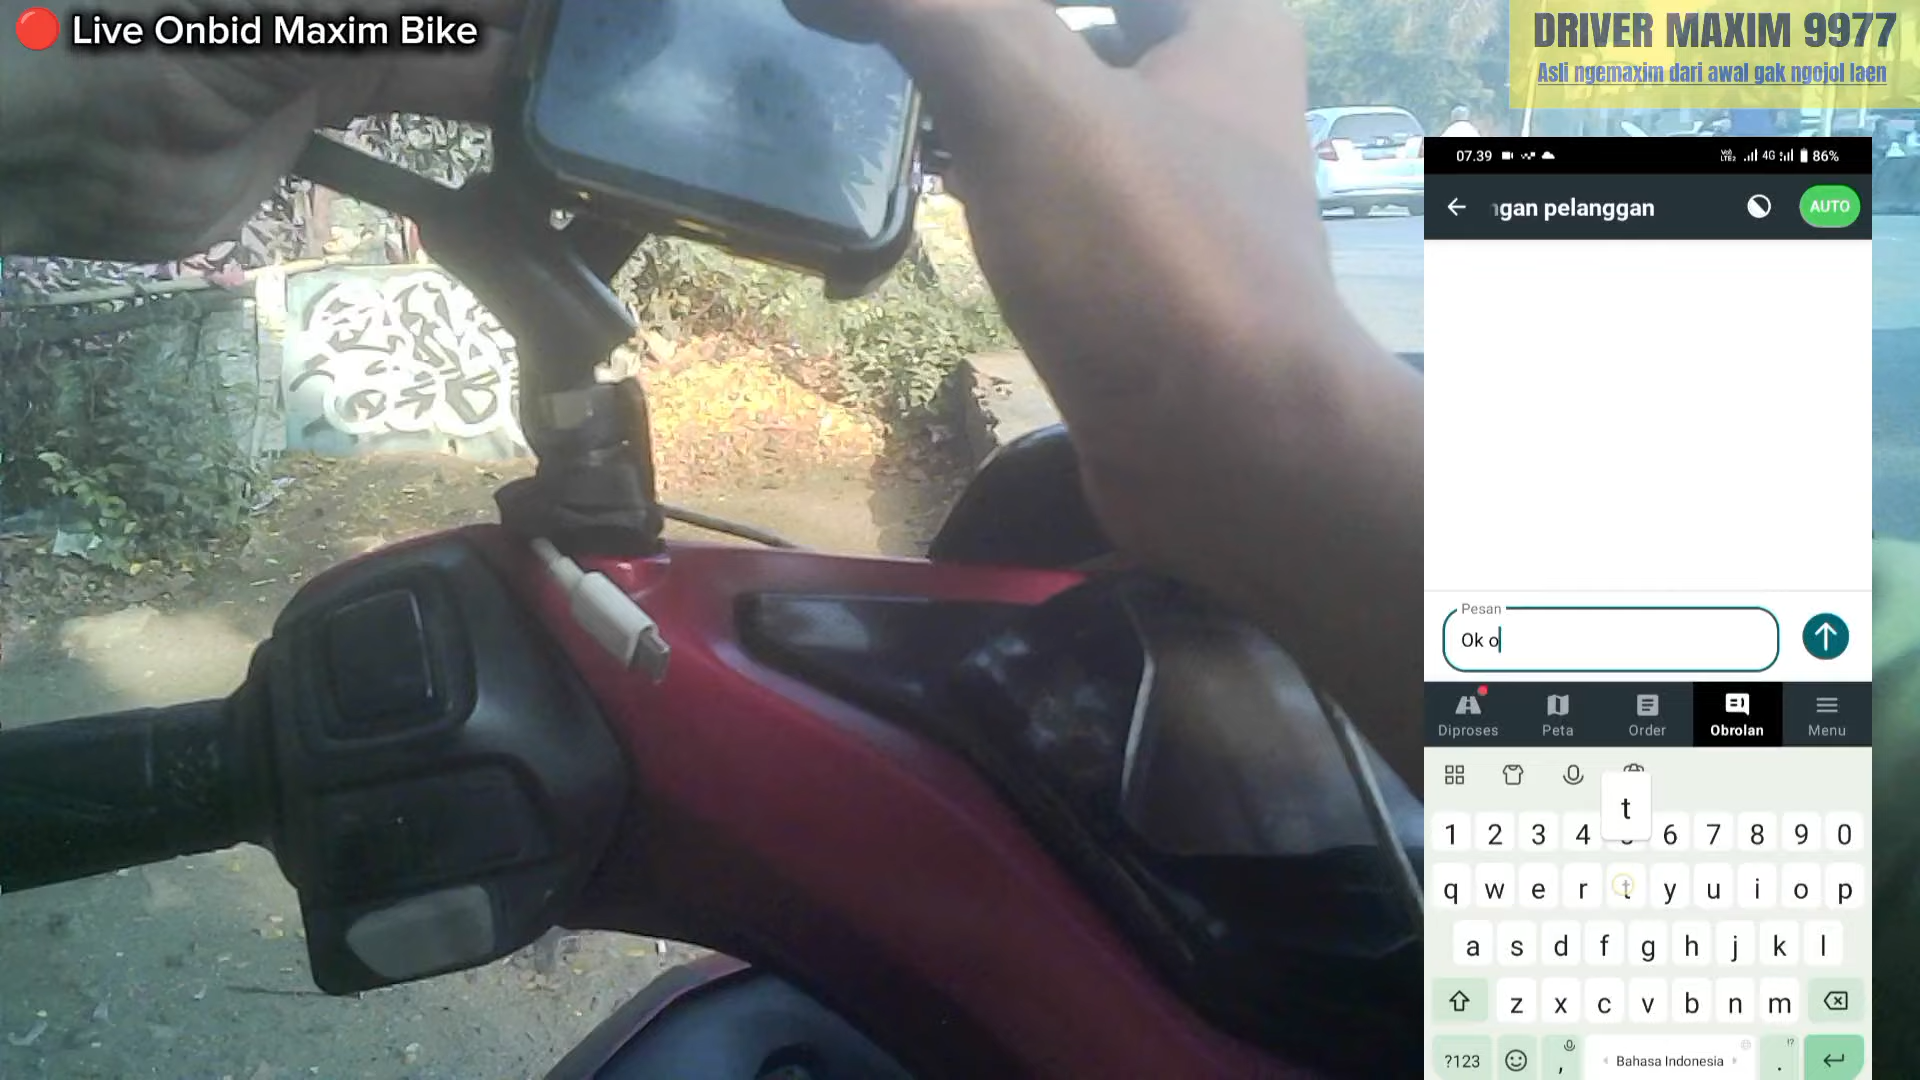 🔴 Live Onbid Maxim Bike
DRIVER MAXIM 9977
Asli ngemaxim dari awal gak ngojol laen
07.39
4G
86%
ngan pelanggan
AUTO
Pesan
Ok o
Diproses Peta Order Obrolan Menu
t
1 2 3 4 6 7 8 9 0
q w e r t y u i o p
a s d f g h j k l
z x c v b n m
?123 , Bahasa Indonesia . !?